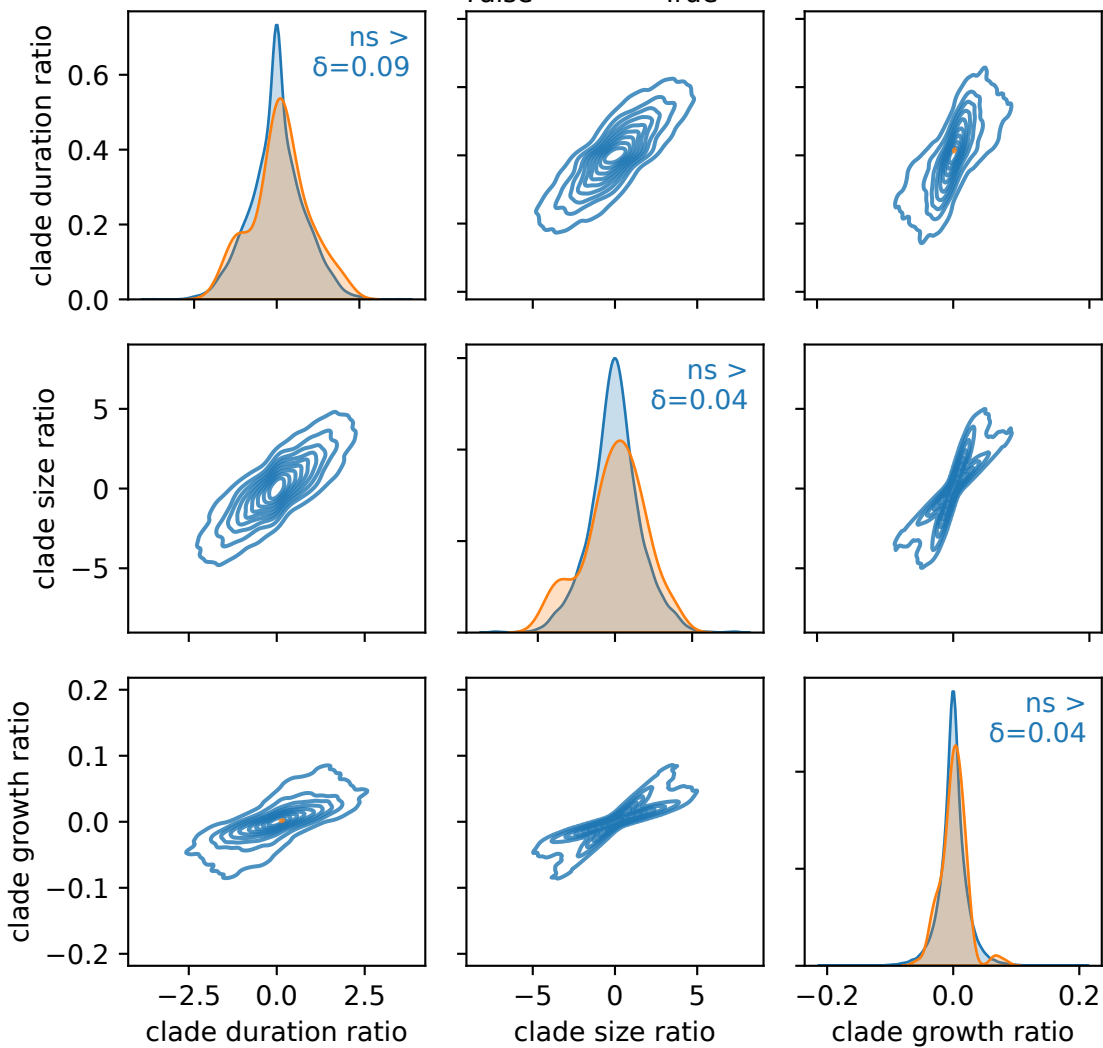 True
clade duration ratio
0.6
0.4
0.2
0.0
ns >
δ=0.09
clade size ratio
5
0
−5
ns >
δ=0.04
clade growth ratio
0.2
0.1
0.0
−0.1
−0.2
ns >
δ=0.04
−2.5 0.0 2.5
clade duration ratio
−5 0 5
clade size ratio
−0.2 0.0 0.2
clade growth ratio